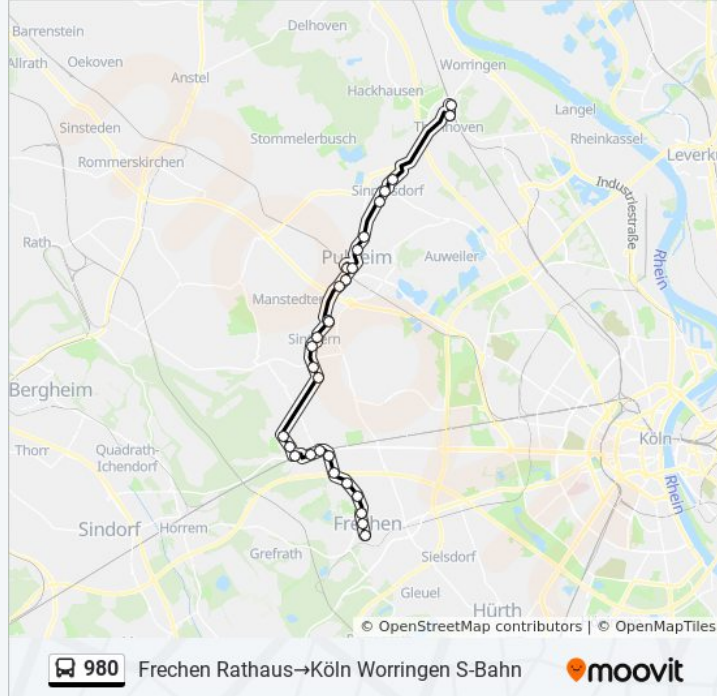 Barrenstein
Delhoven
Allrath
Oekoven
Worringen
Anstel
Hackhausen
Langel
Sinsteden
Stommelerbusch
Rheinkassel
Rommerskirchen
Leverk
Industriestraße
Rath
Auweiler
Rhein
Manstedten
Bergheim
Köln
Thorr
Quadrath-
Ichendorf
Rhein
Sindorf
Horrem
Frechen
Grefrath
Sielsdorf
Gleuel
Hürth
© OpenStreetMap contributors | © OpenMapTiles
980 Frechen Rathaus→Köln Worringen S-Bahn moovit